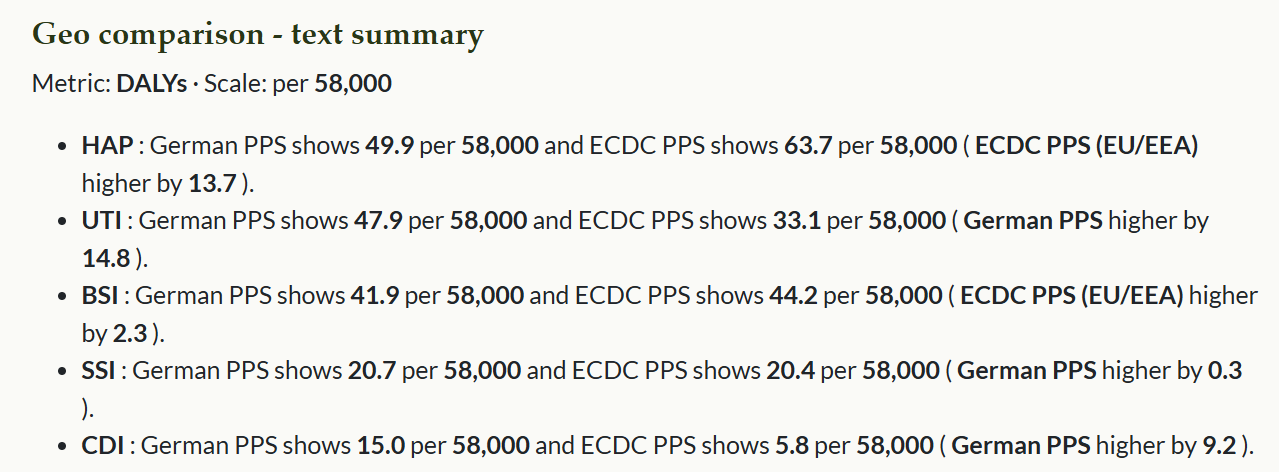 Geo comparison - text summary
Metric: DALYs · Scale: per 58,000
• HAP : German PPS shows 49.9 per 58,000 and ECDC PPS shows 63.7 per 58,000 ( ECDC PPS (EU/EEA)
higher by 13.7 ).
• UTI : German PPS shows 47.9 per 58,000 and ECDC PPS shows 33.1 per 58,000 ( German PPS higher by
14.8 ).
• BSI : German PPS shows 41.9 per 58,000 and ECDC PPS shows 44.2 per 58,000 ( ECDC PPS (EU/EEA) higher
by 2.3 ).
• SSI : German PPS shows 20.7 per 58,000 and ECDC PPS shows 20.4 per 58,000 ( German PPS higher by 0.3
).
• CDI : German PPS shows 15.0 per 58,000 and ECDC PPS shows 5.8 per 58,000 ( German PPS higher by 9.2 ).